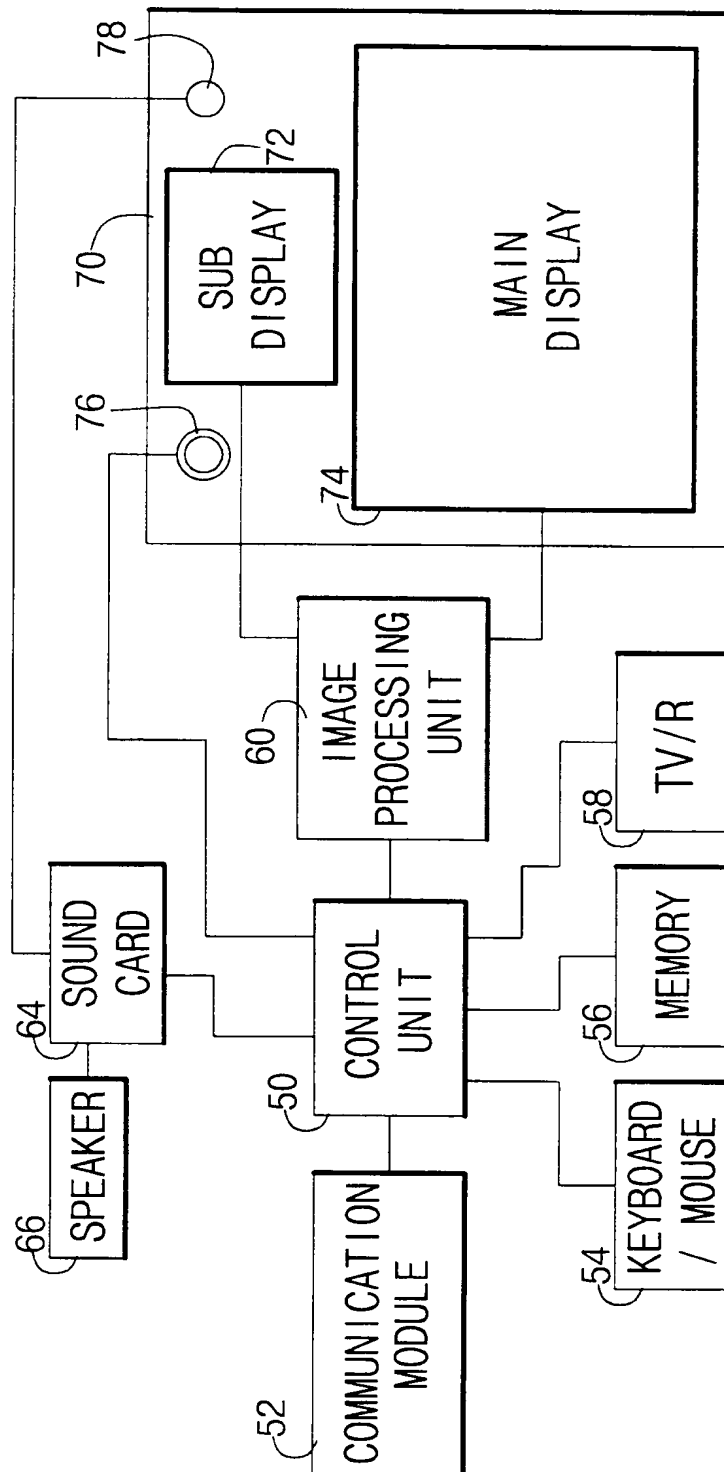 66
SPEAKER
64
SOUND
CARD
70
76
78
SUB
DISPLAY
72
74
MAIN
DISPLAY
60
IMAGE
PROCESSING
UNIT
50
CONTROL
UNIT
52
COMMUNICATION
MODULE
54
KEYBOARD
/ MOUSE
56
MEMORY
58
TV/R